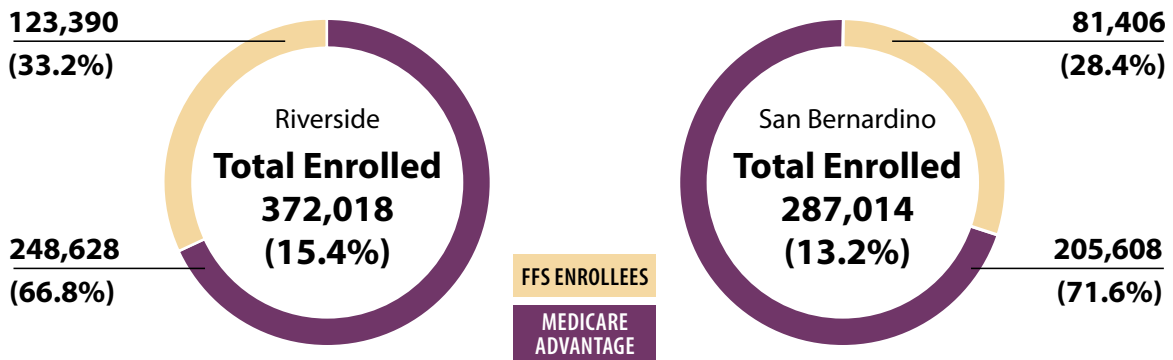 123,390
(33.2%)
Riverside
Total Enrolled
372,018
(15.4%)
248,628
(66.8%)
FFS ENROLLEES
MEDICARE
ADVANTAGE
81,406
(28.4%)
San Bernardino
Total Enrolled
287,014
(13.2%)
205,608
(71.6%)